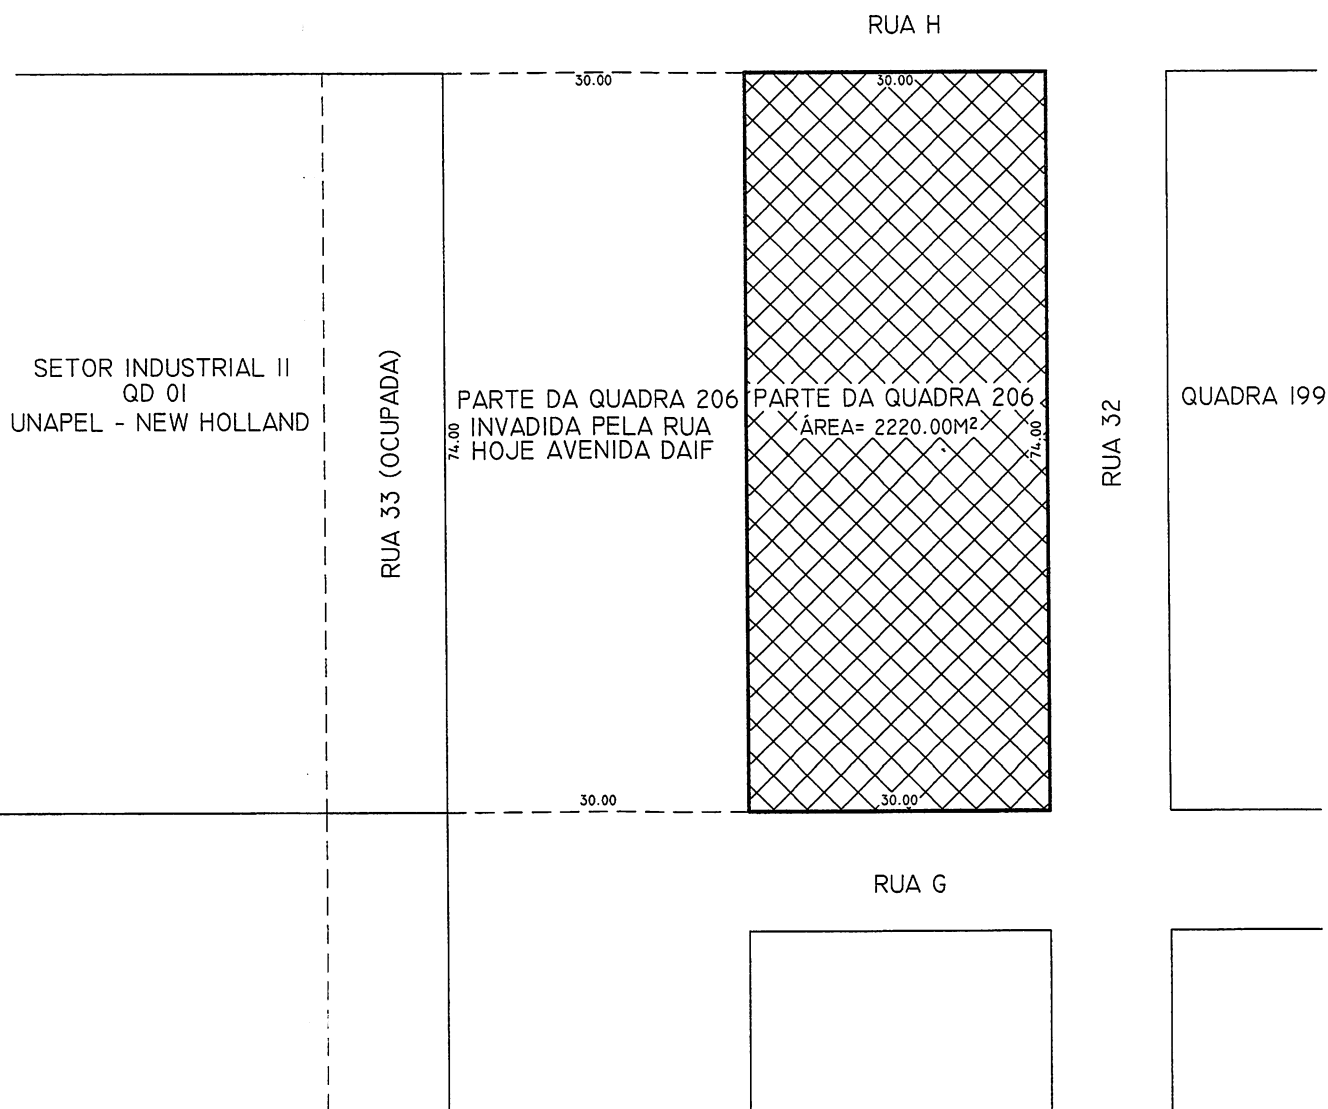 RUA H
30.00
30.00
SETOR INDUSTRIAL II
QD 01
UNAPEL - NEW HOLLAND
RUA 33 (OCUPADA)
74.00
PARTE DA QUADRA 206
INVADIDA PELA RUA
HOJE AVENIDA DAIF
PARTE DA QUADRA 206
ÁREA= 2220.00M²
74.00
RUA 32
QUADRA 199
30.00
30.00
RUA G